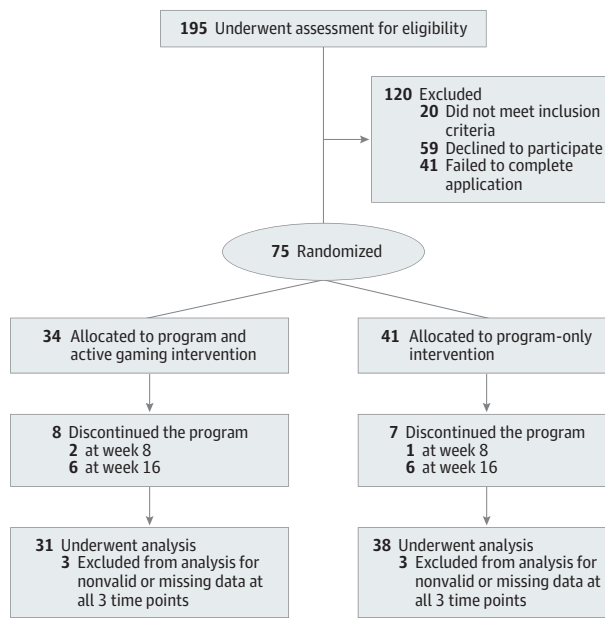 195 Underwent assessment for eligibility
120 Excluded
20 Did not meet inclusion
criteria
59 Declined to participate
41 Failed to complete
application
75 Randomized
34 Allocated to program and
active gaming intervention
41 Allocated to program-only
intervention
8 Discontinued the program
2 at week 8
6 at week 16
7 Discontinued the program
1 at week 8
6 at week 16
31 Underwent analysis
3 Excluded from analysis for
nonvalid or missing data at
all 3 time points
38 Underwent analysis
3 Excluded from analysis for
nonvalid or missing data at
all 3 time points